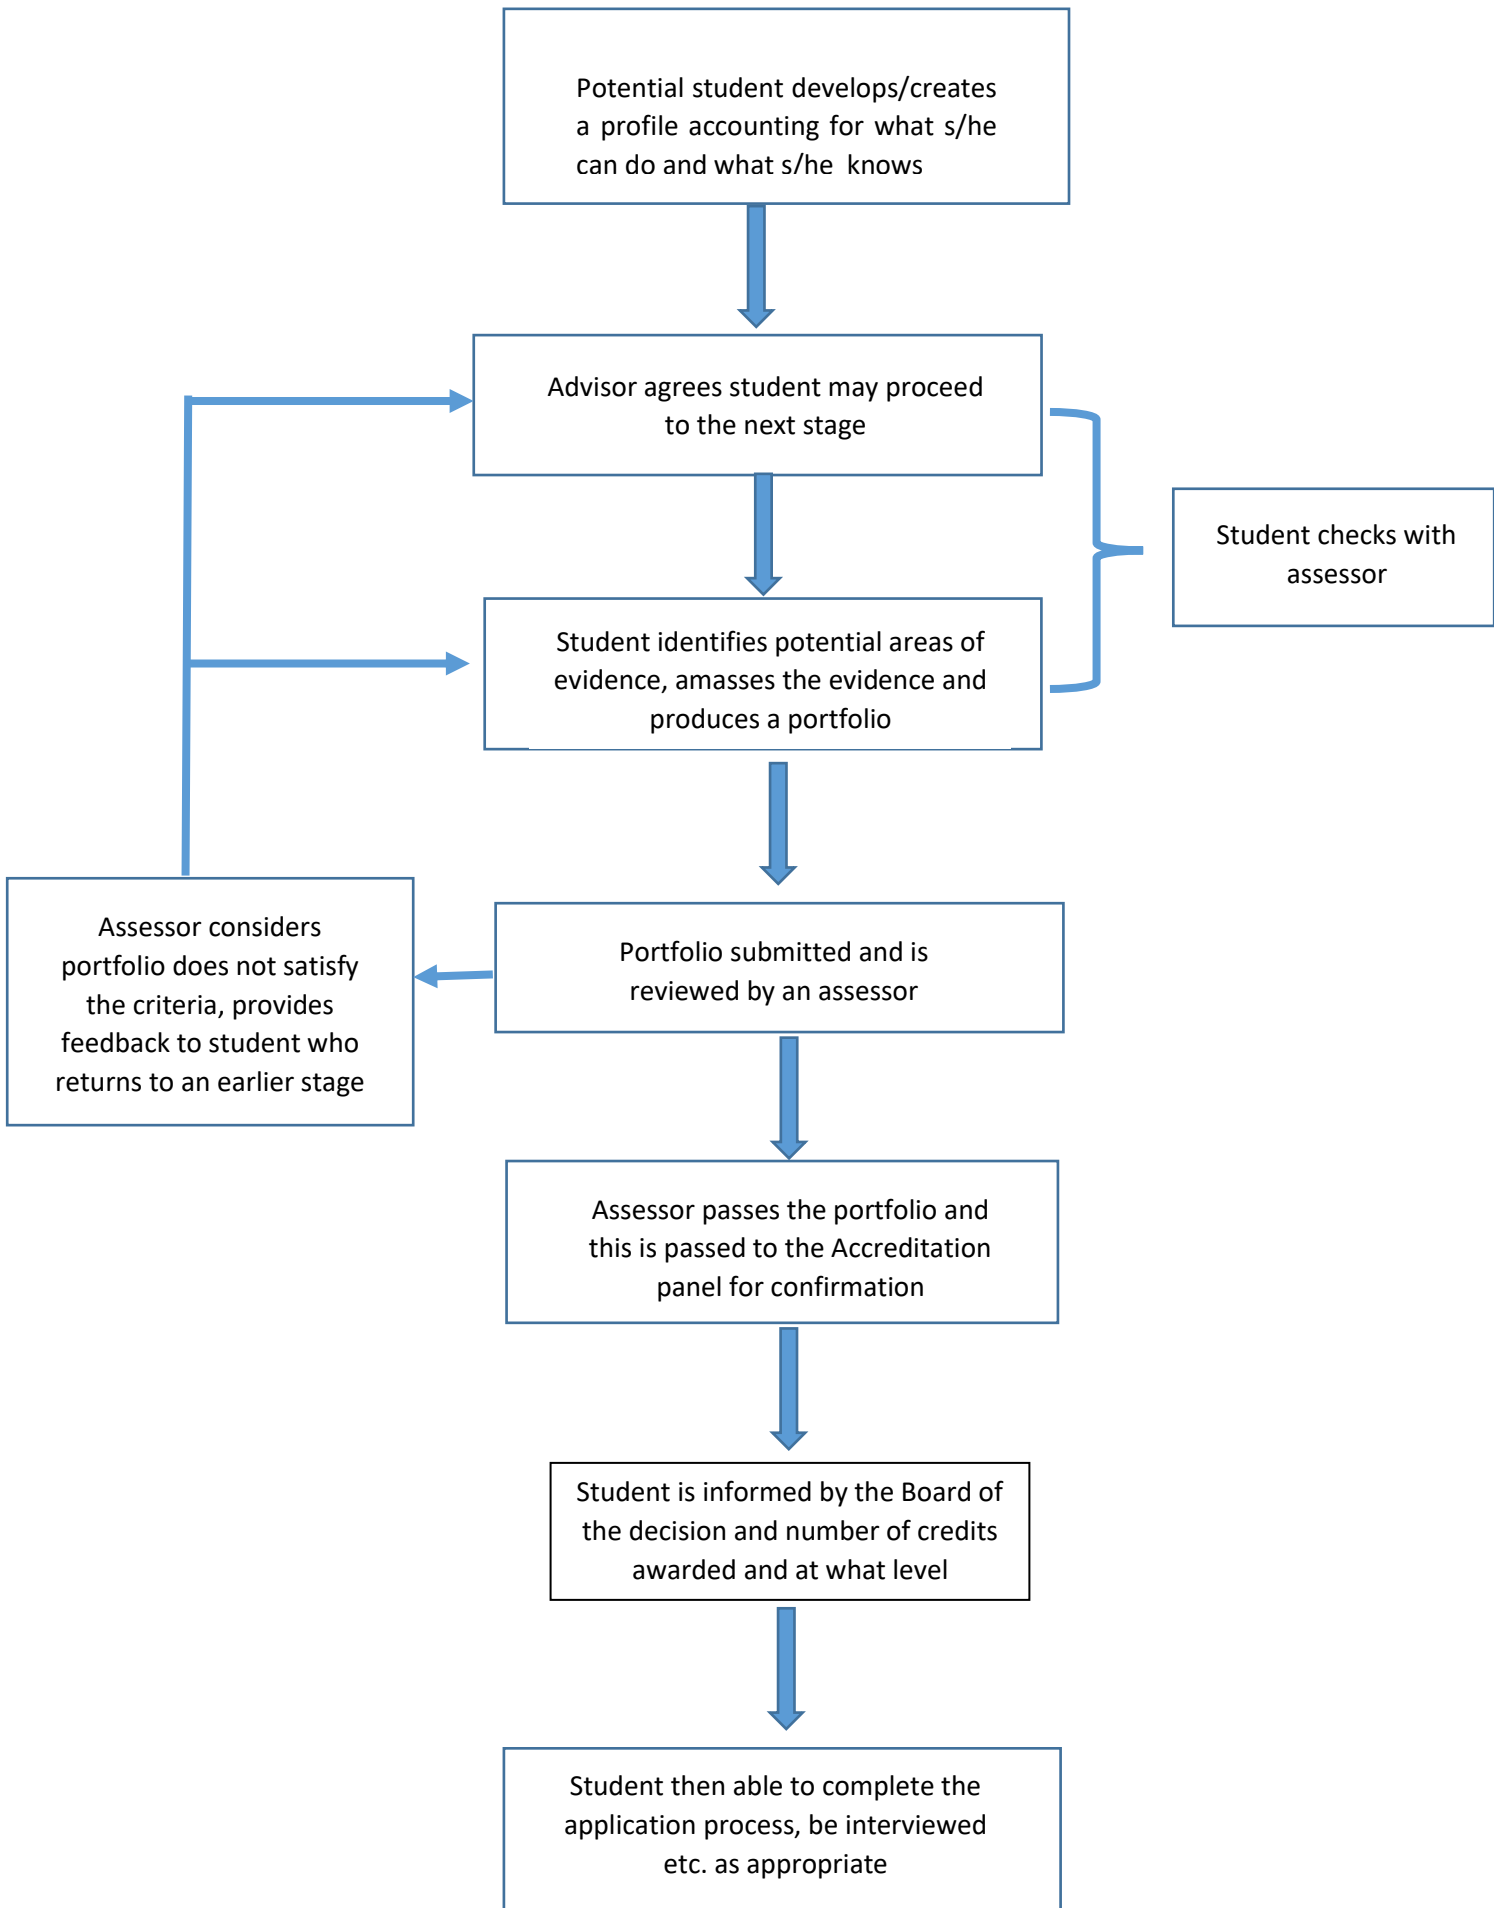 Potential student develops/creates
a profile accounting for what s/he
can do and what s/he knows
Advisor agrees student may proceed
to the next stage
Student checks with
assessor
Student identifies potential areas of
evidence, amasses the evidence and
produces a portfolio
Assessor considers
portfolio does not satisfy
the criteria, provides
feedback to student who
returns to an earlier stage
Portfolio submitted and is
reviewed by an assessor
Assessor passes the portfolio and
this is passed to the Accreditation
panel for confirmation
Student is informed by the Board of
the decision and number of credits
awarded and at what level
Student then able to complete the
application process, be interviewed
etc. as appropriate